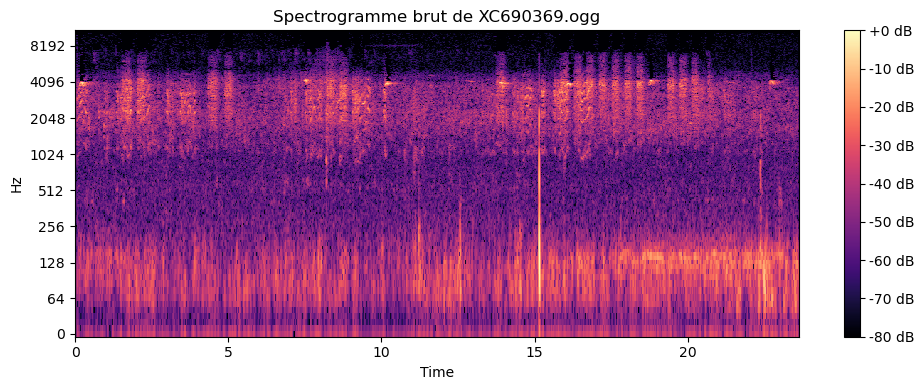 Spectrogramme brut de XC690369.ogg
Hz
8192
4096
2048
1024
512
256
128
64
0
0
5
10
15
20
Time
+0 dB
-10 dB
-20 dB
-30 dB
-40 dB
-50 dB
-60 dB
-70 dB
-80 dB